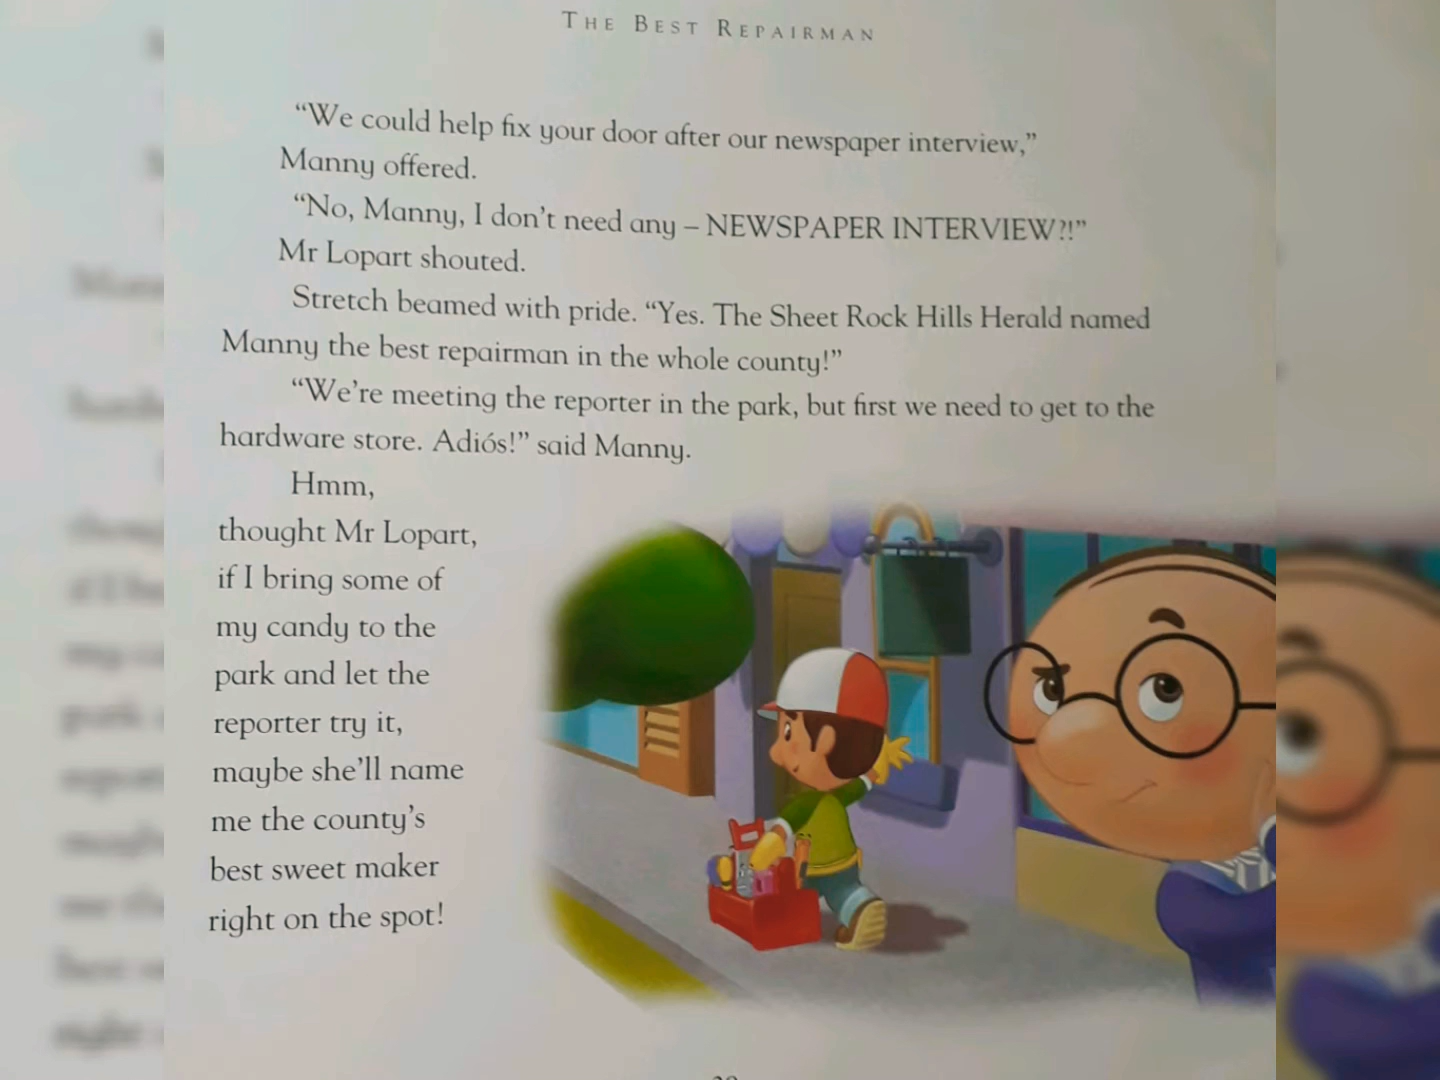 THE BEST REPAIRMAN
“We could help fix your door after our newspaper interview,”
Manny offered.
“No, Manny, I don’t need any – NEWSPAPER INTERVIEW?!”
Mr Lopart shouted.
Stretch beamed with pride. “Yes. The Sheet Rock Hills Herald named
Manny the best repairman in the whole county!”
“We’re meeting the reporter in the park, but first we need to get to the
hardware store. Adiós!” said Manny.
Hmm,
thought Mr Lopart,
if I bring some of
my candy to the
park and let the
reporter try it,
maybe she’ll name
me the county’s
best sweet maker
right on the spot!